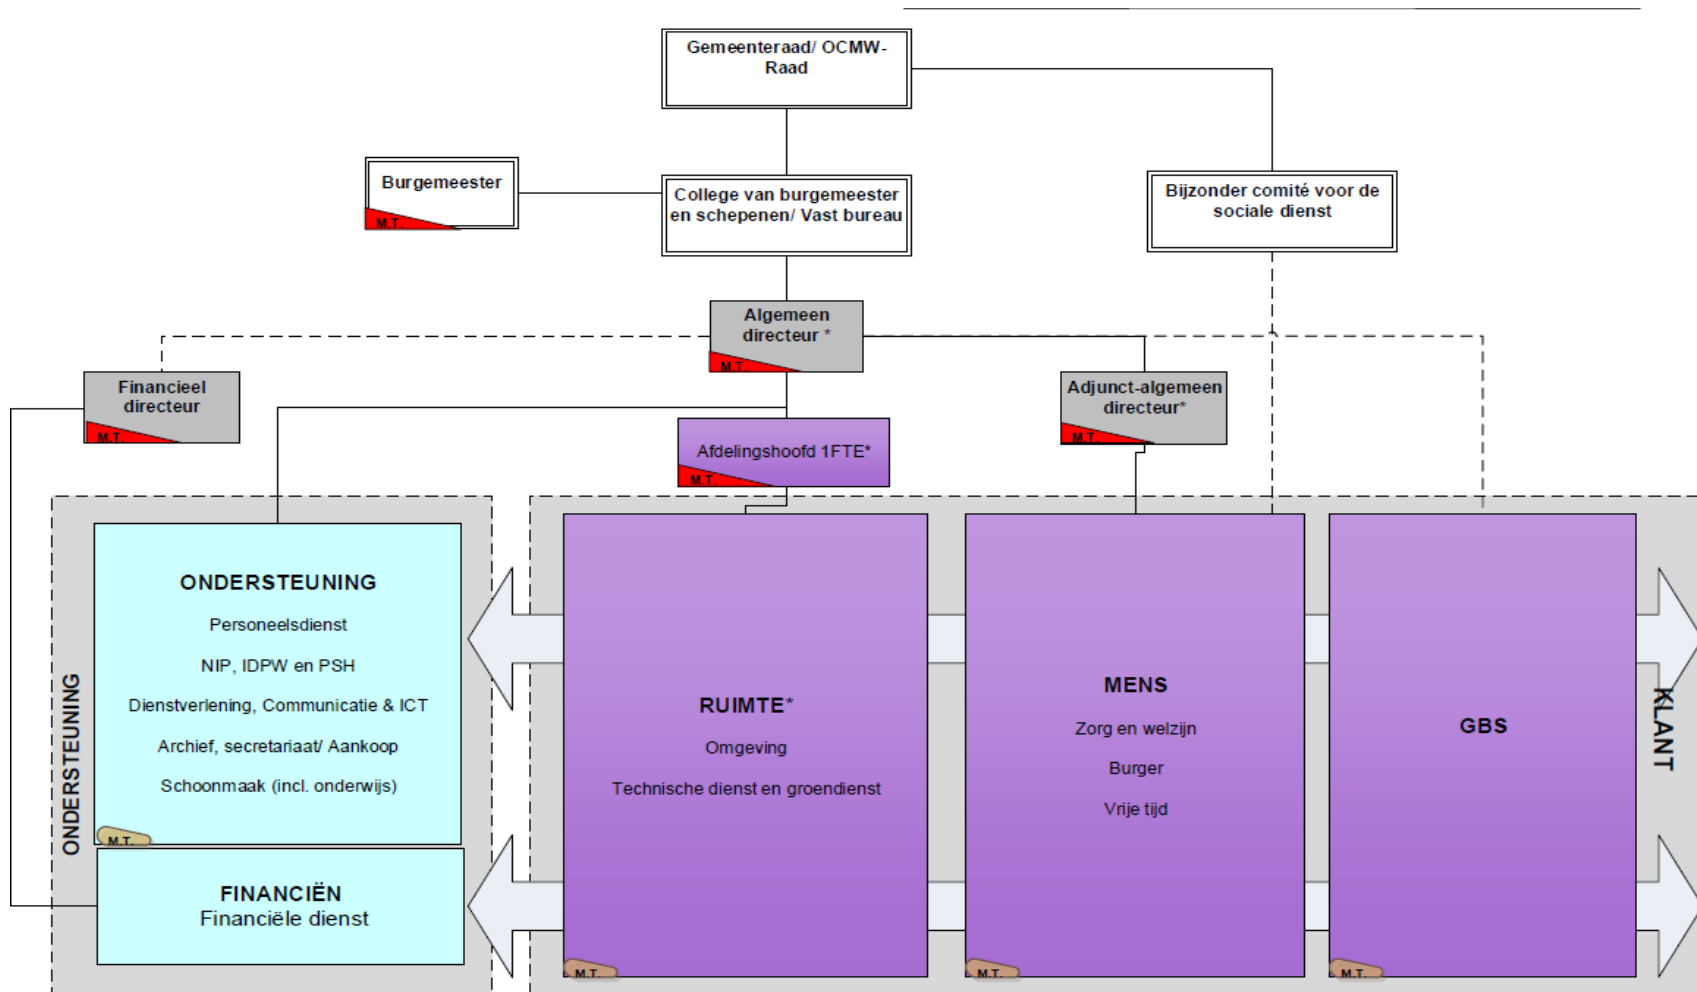 Gemeenteraad/ OCMW-
Raad
Burgemeester
M.T.
College van burgemeester
en schepenen/ Vast bureau
Bijzonder comité voor de
sociale dienst
Algemeen
directeur *
M.T.
Financieel
directeur
M.T.
Adjunct-algemeen
directeur*
M.T.
Afdelingshoofd 1FTE*
M.T.
ONDERSTEUNING
ONDERSTEUNING
Personeelsdienst
NIP, IDPW en PSH
Dienstverlening, Communicatie & ICT
Archief, secretariaat/ Aankoop
Schoonmaak (incl. onderwijs)
M.T.
FINANCIËN
Financiële dienst
RUIMTE*
Omgeving
Technische dienst en groendienst
M.T.
MENS
Zorg en welzijn
Burger
Vrije tijd
M.T.
GBS
M.T.
KLANT